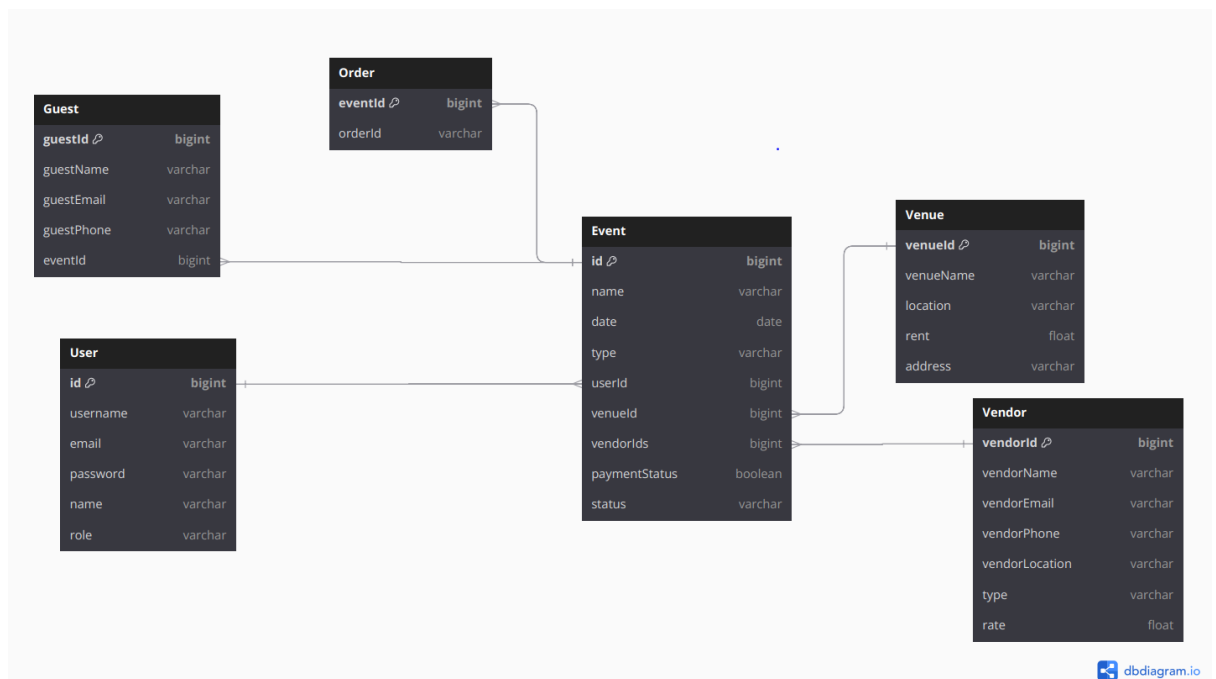 Order
eventId bigint
orderId varchar
Guest
guestId bigint
guestName varchar
guestEmail varchar
guestPhone varchar
eventId bigint
Event
id bigint
name varchar
date date
type varchar
userId bigint
venueId bigint
vendorIds bigint
paymentStatus boolean
status varchar
Venue
venueId bigint
venueName varchar
location varchar
rent float
address varchar
User
id bigint
username varchar
email varchar
password varchar
name varchar
role varchar
Vendor
vendorId bigint
vendorName varchar
vendorEmail varchar
vendorPhone varchar
vendorLocation varchar
type varchar
rate float
dbdiagram.io